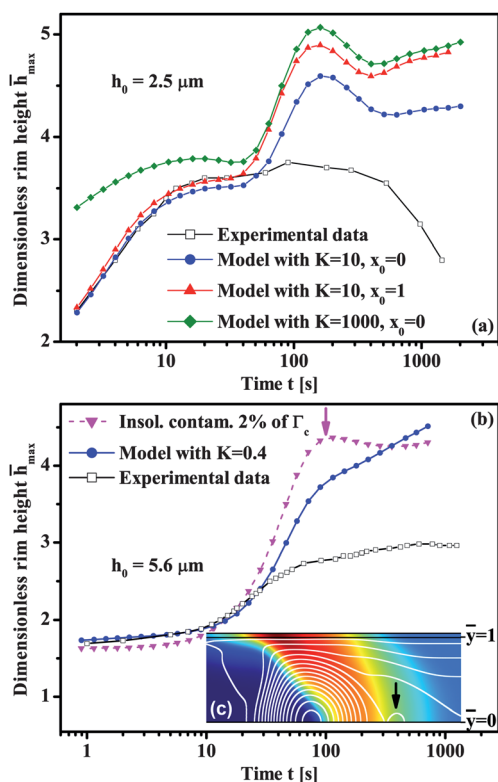 5
4
3
2
Dimensionless rim height h̄max
h₀ = 2.5 μm
Experimental data
Model with K=10, x₀=0
Model with K=10, x₀=1
Model with K=1000, x₀=0
(a)
10 100 1000
Time t [s]
(b)
Insol. contam. 2% of Γc
Model with K=0.4
Experimental data
4
3
2
1
Dimensionless rim height h̄max
h₀ = 5.6 μm
ȳ=1
(c)
ȳ=0
1 10 100 1000
Time t [s]